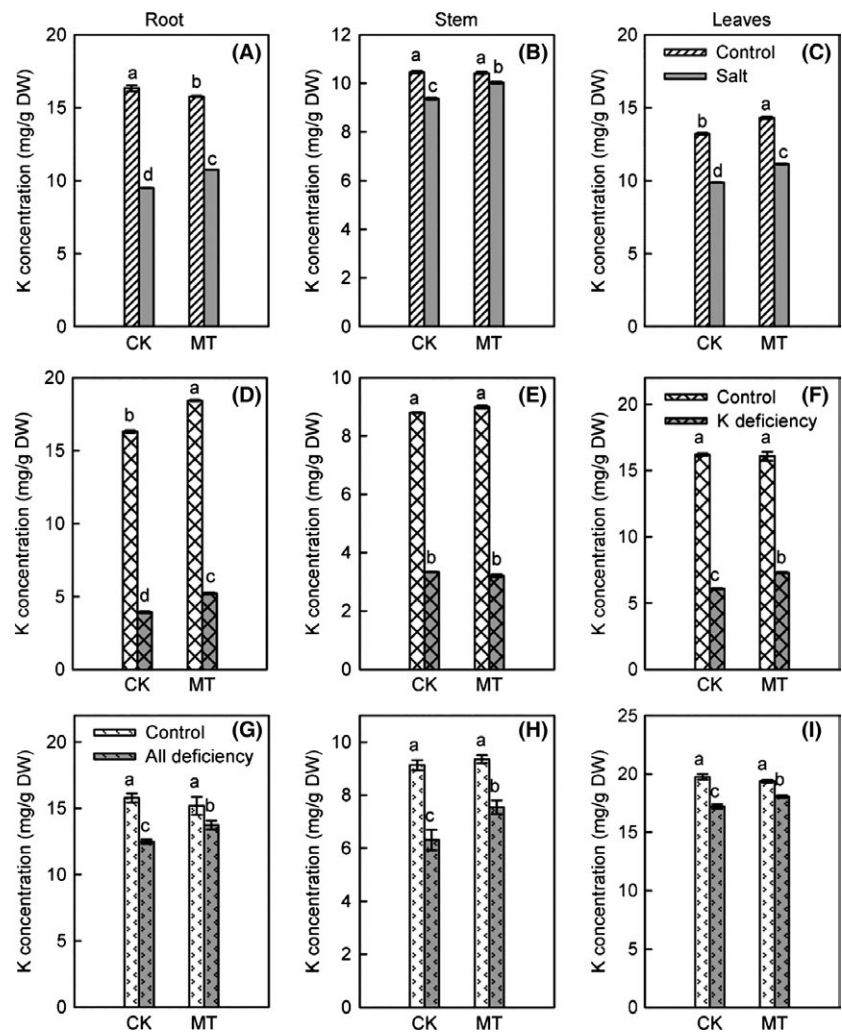 Root
Stem
Leaves
K concentration (mg/g DW)
20
15
10
5
0
(A)
a
b
d
c
CK
MT
K concentration (mg/g DW)
12
10
8
6
4
2
0
(B)
a
a
c
b
CK
MT
K concentration (mg/g DW)
20
15
10
5
0
(C)
Control
Salt
b
a
d
c
CK
MT
K concentration (mg/g DW)
20
15
10
5
0
(D)
b
a
d
c
CK
MT
K concentration (mg/g DW)
10
8
6
4
2
0
(E)
a
a
b
b
CK
MT
K concentration (mg/g DW)
20
15
10
5
0
(F)
Control
K deficiency
a
a
c
b
CK
MT
K concentration (mg/g DW)
20
15
10
5
0
(G)
Control
All deficiency
a
a
c
b
CK
MT
K concentration (mg/g DW)
10
8
6
4
2
0
(H)
a
a
c
b
CK
MT
K concentration (mg/g DW)
25
20
15
10
5
0
(I)
a
a
c
b
CK
MT